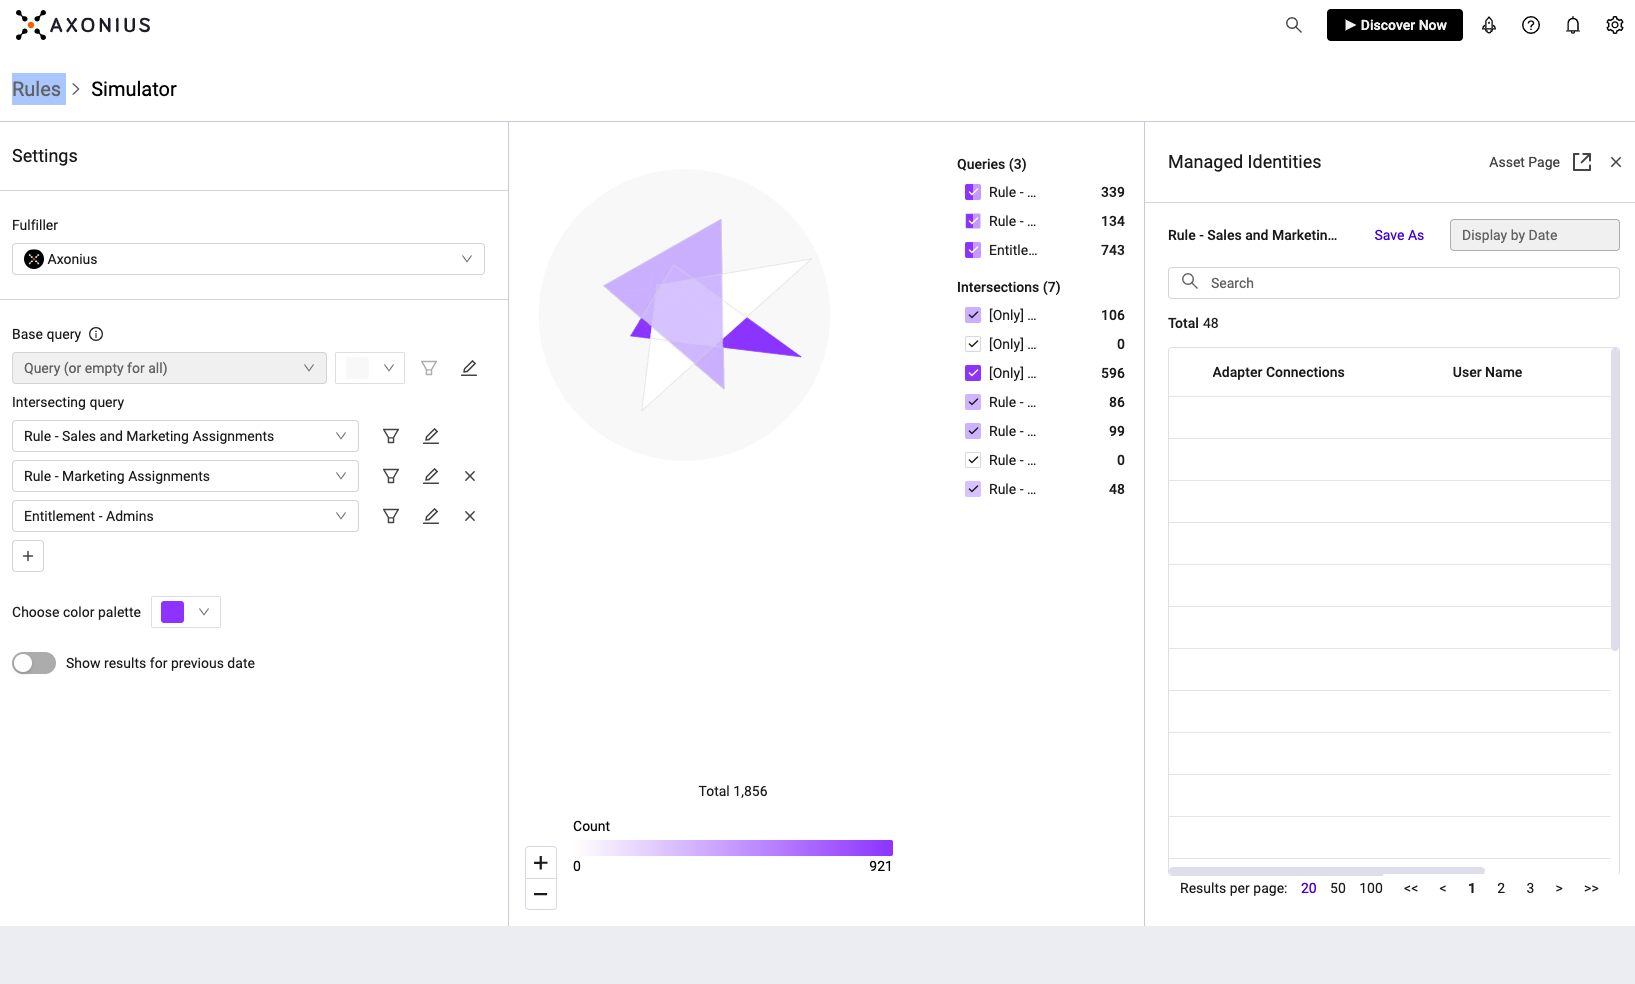 AXONIUS
Discover Now
Rules > Simulator
Settings
Fulfiller
Axonius
Base query
Query (or empty for all)
Intersecting query
Rule - Sales and Marketing Assignments
Rule - Marketing Assignments
Entitlement - Admins
+
Choose color palette
Show results for previous date
Queries (3)
Rule - ... 339
Rule - ... 134
Entitle... 743
Intersections (7)
[Only] ... 106
[Only] ... 0
[Only] ... 596
Rule - ... 86
Rule - ... 99
Rule - ... 0
Rule - ... 48
Total 1,856
Count
0 921
+
−
Managed Identities Asset Page
Rule - Sales and Marketin... Save As Display by Date
Search
Total 48
Adapter Connections User Name
Results per page: 20 50 100 << < 1 2 3 > >>